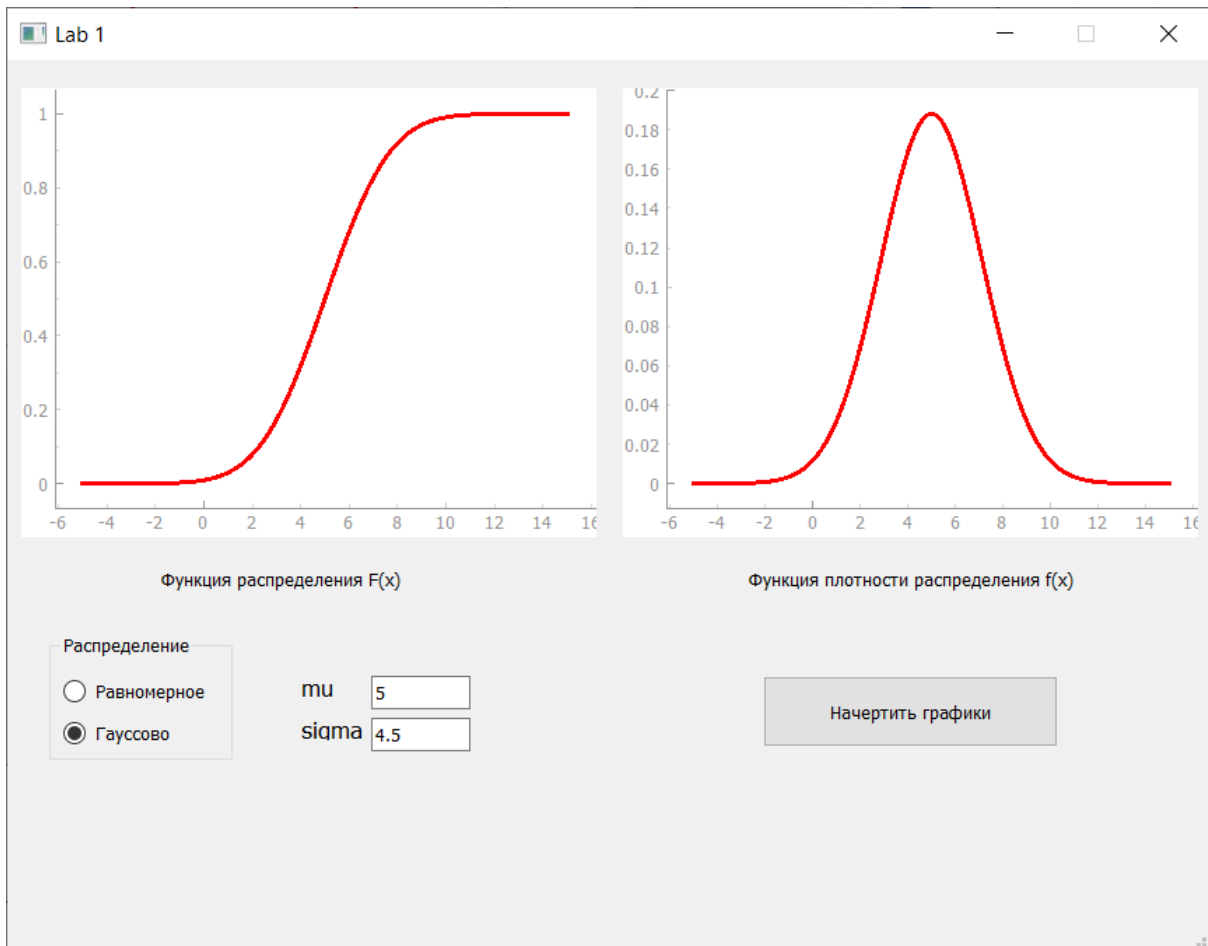 Lab 1
1
0.8
0.6
0.4
0.2
0
-6 -4 -2 0 2 4 6 8 10 12 14 16
0.2
0.18
0.16
0.14
0.12
0.1
0.08
0.06
0.04
0.02
0
-6 -4 -2 0 2 4 6 8 10 12 14 16
Функция распределения F(x)
Функция плотности распределения f(x)
Распределение
Равномерное
Гауссово
mu 5
sigma 4.5
Начертить графики